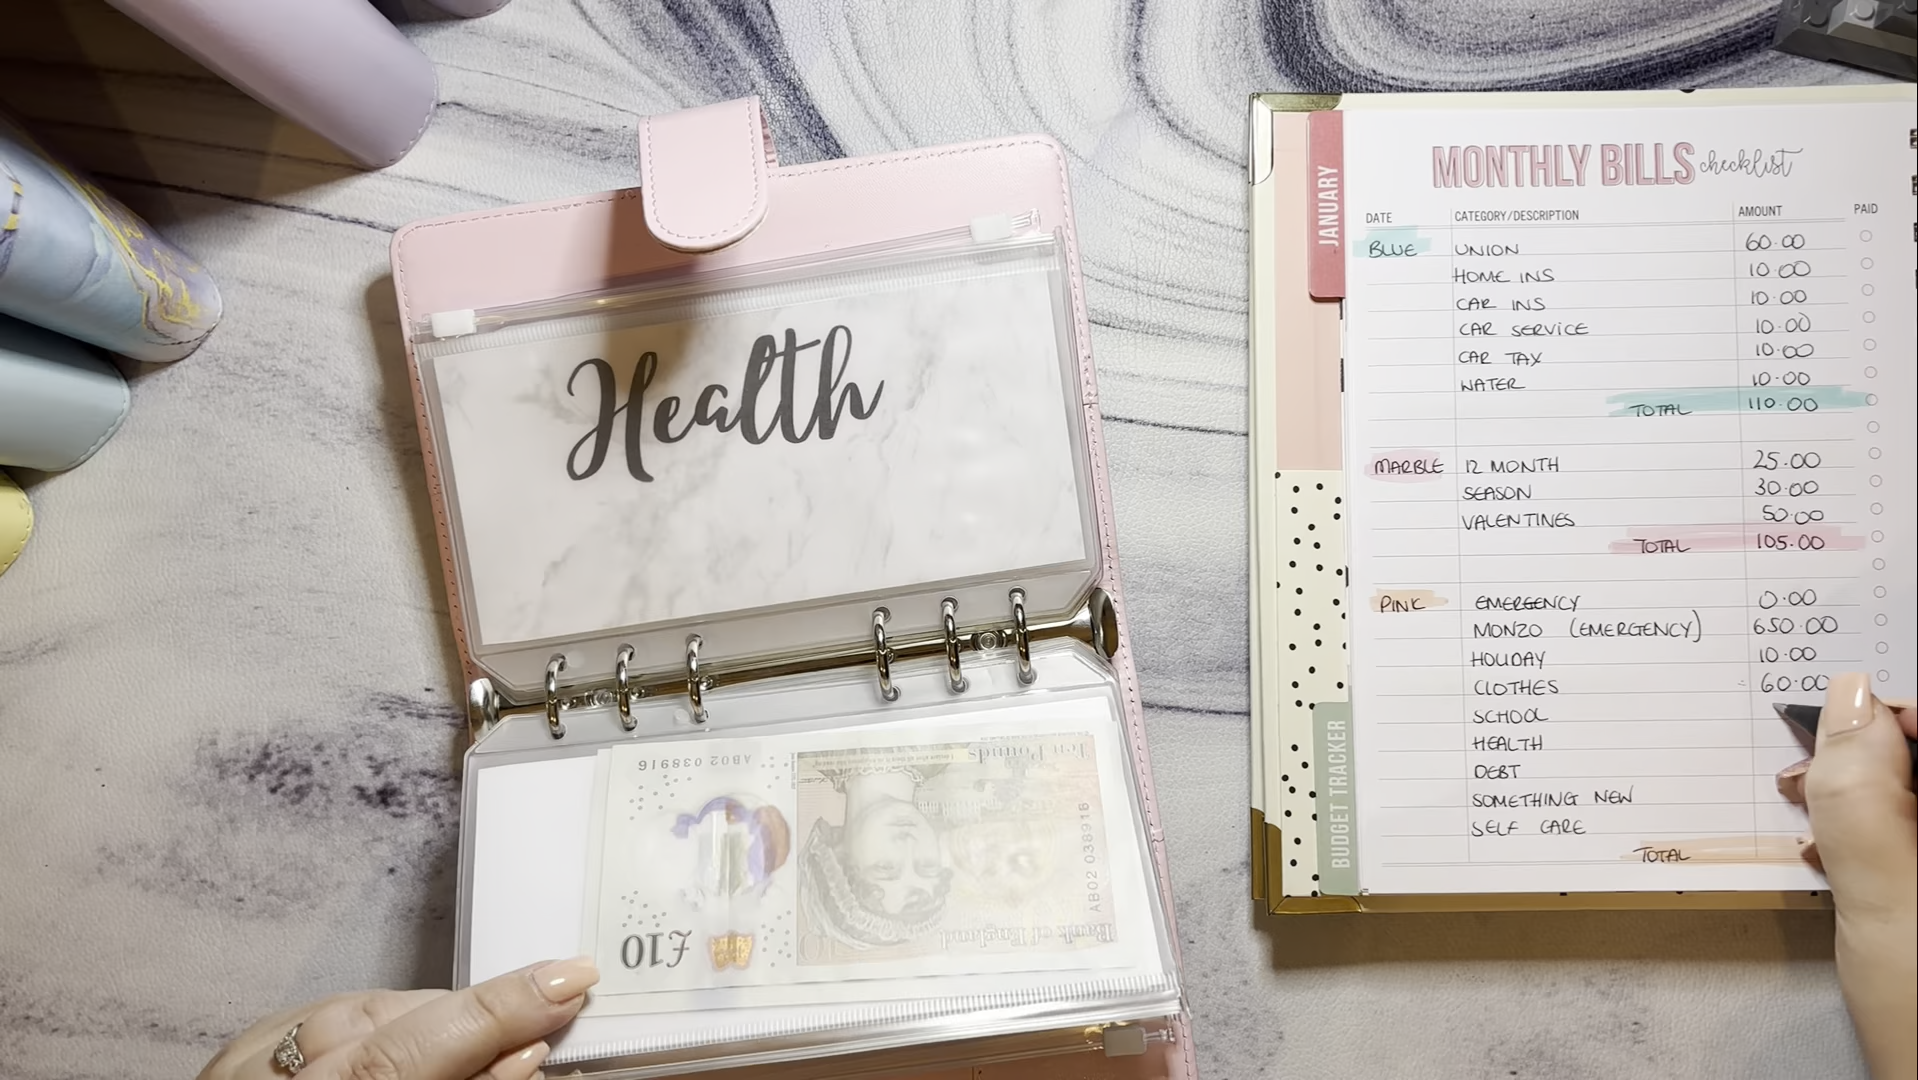 Health
AB02 038916
Ten Pounds
AB02 038916
£10
Bank of England
JANUARY
BUDGET TRACKER
MONTHLY BILLS checklist
DATE CATEGORY/DESCRIPTION AMOUNT PAID
BLUE UNION 60.00
HOME INS 10.00
CAR INS 10.00
CAR SERVICE 10.00
CAR TAX 10.00
WATER 10.00
TOTAL 110.00
MARBLE 12 MONTH 25.00
SEASON 30.00
VALENTINES 50.00
TOTAL 105.00
PINK EMERGENCY 0.00
MONZO (EMERGENCY) 650.00
HOLIDAY 10.00
CLOTHES 60.00
SCHOOL
HEALTH
DEBT
SOMETHING NEW
SELF CARE
TOTAL